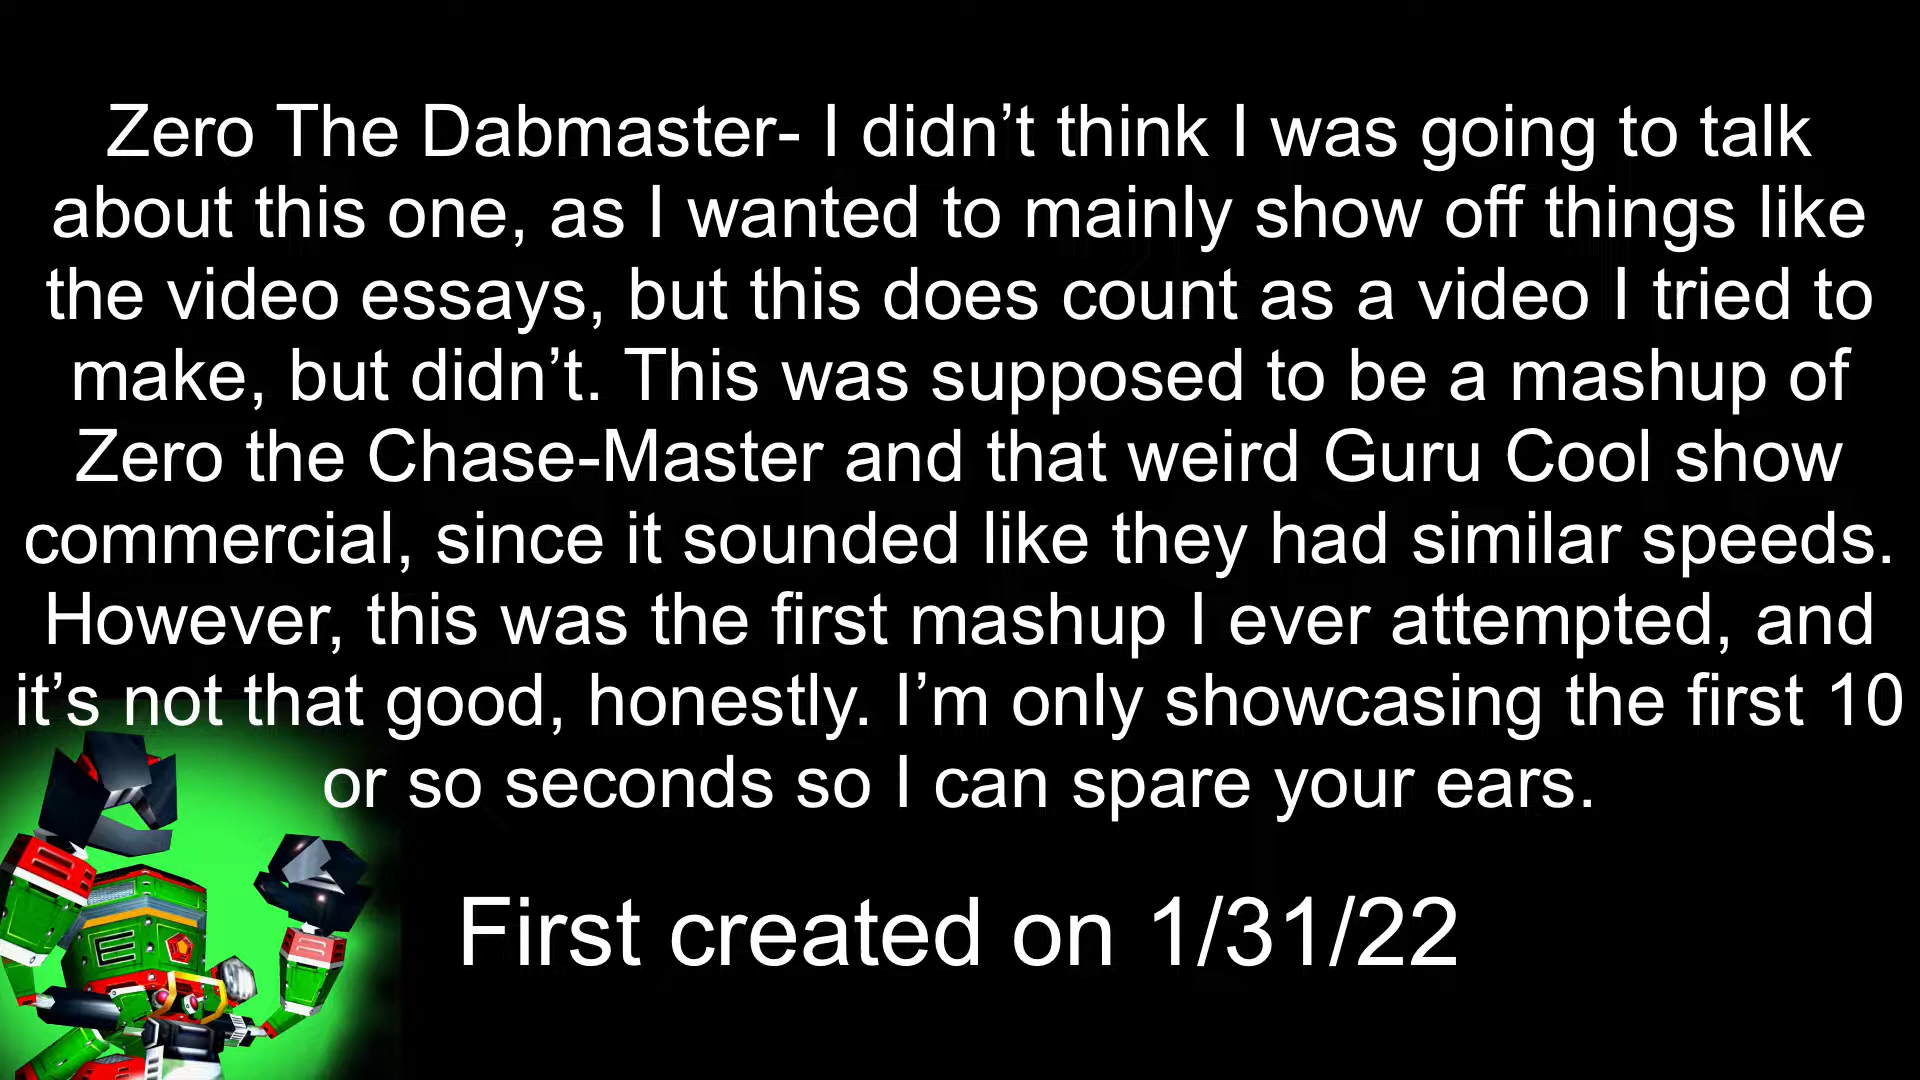 Zero The Dabmaster- I didn’t think I was going to talk
about this one, as I wanted to mainly show off things like
the video essays, but this does count as a video I tried to
make, but didn’t. This was supposed to be a mashup of
Zero the Chase-Master and that weird Guru Cool show
commercial, since it sounded like they had similar speeds.
However, this was the first mashup I ever attempted, and
it’s not that good, honestly. I’m only showcasing the first 10
or so seconds so I can spare your ears.
First created on 1/31/22
E